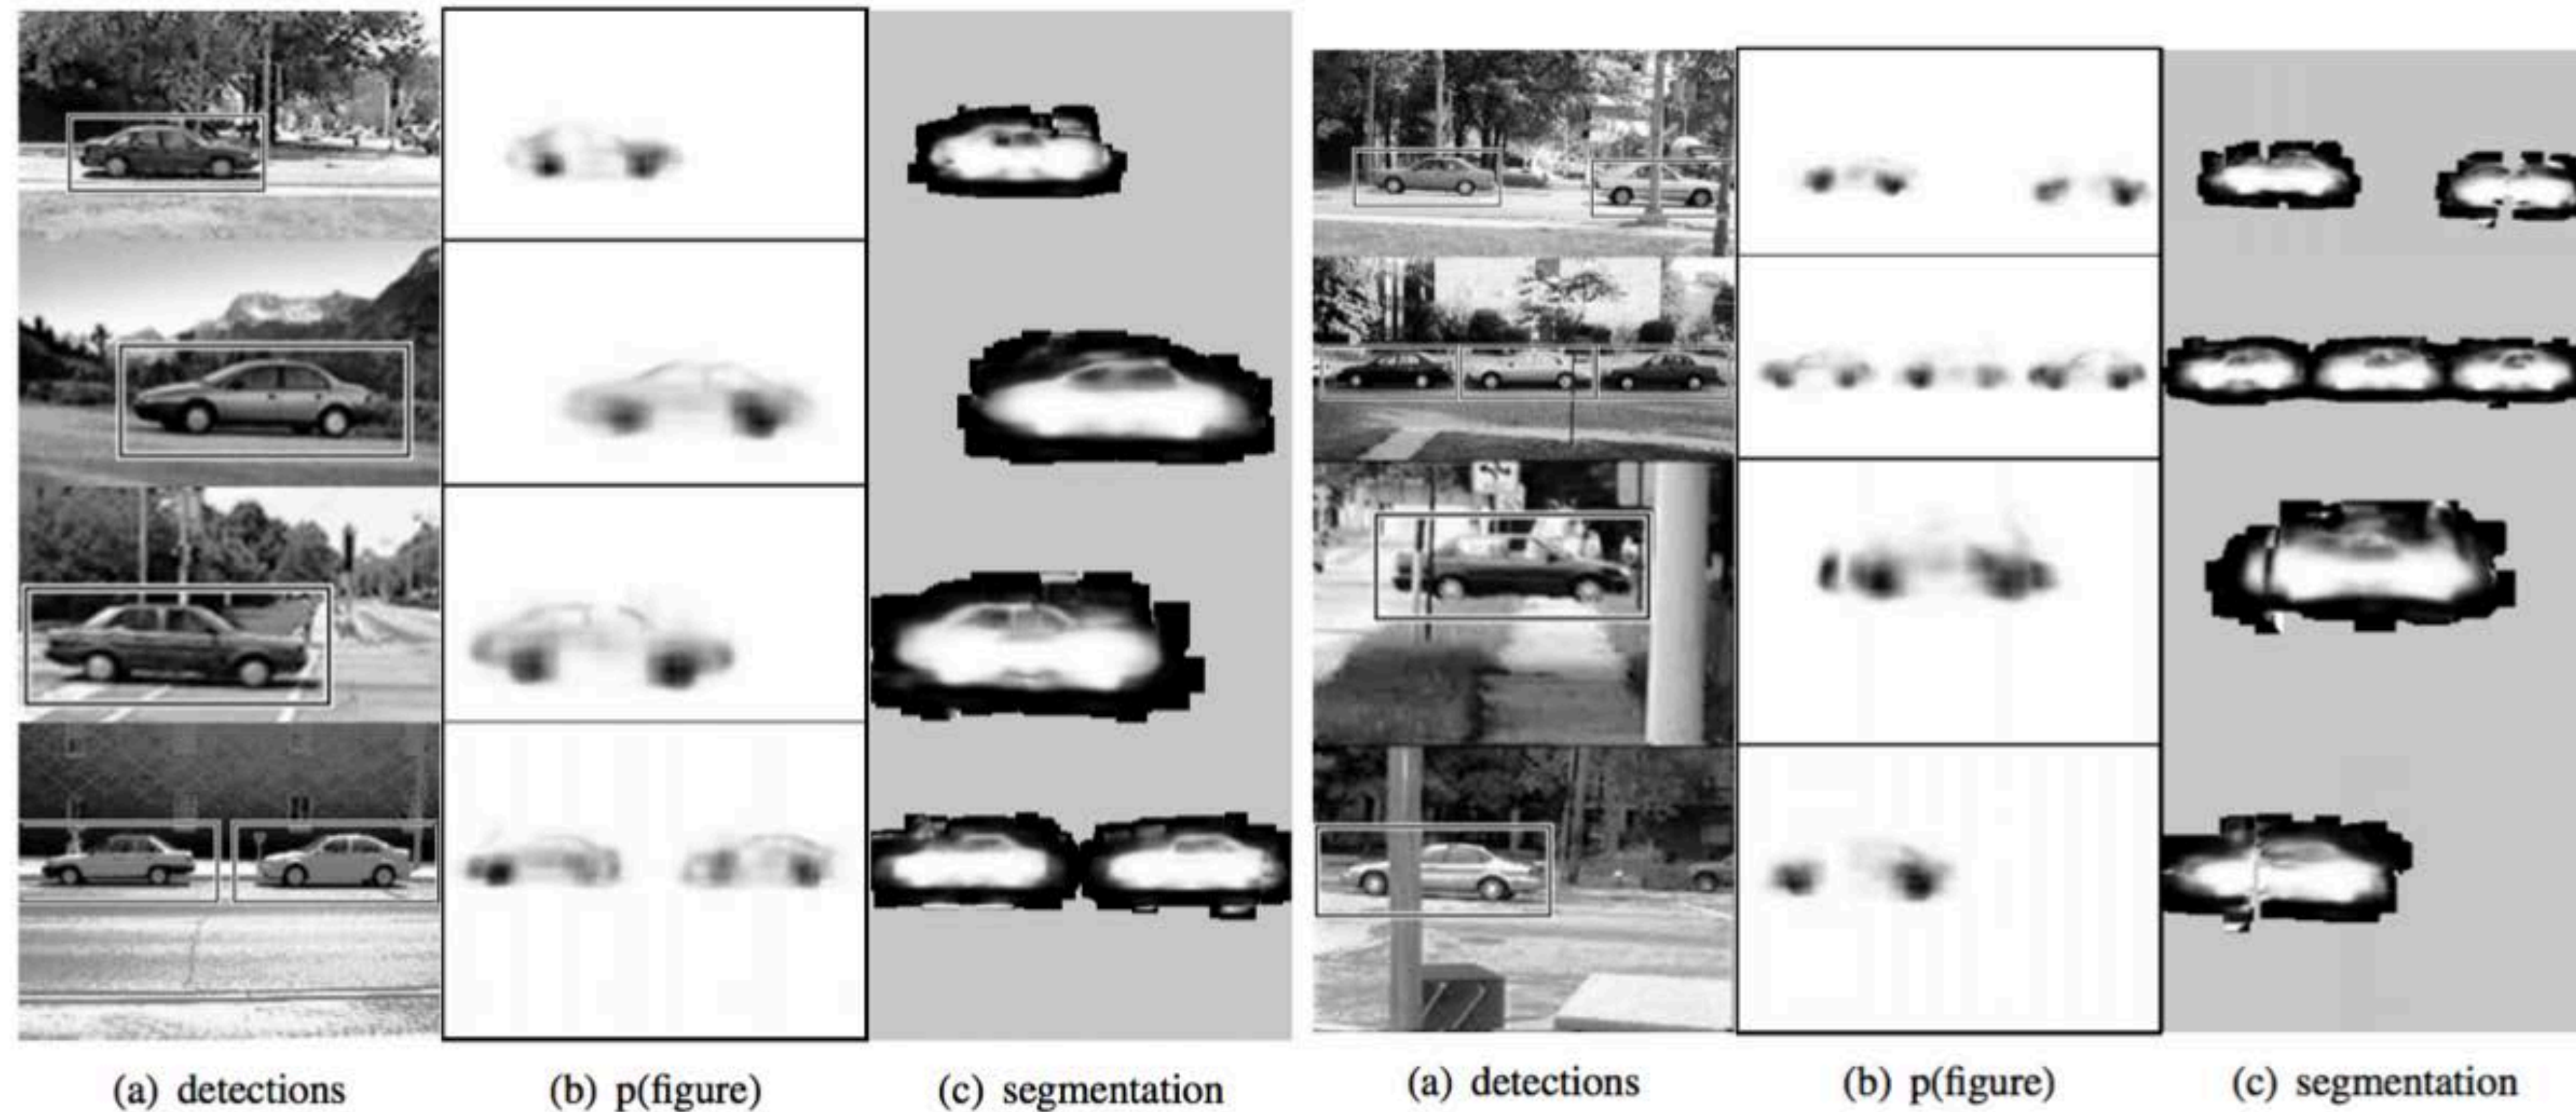 (a) detections
(b) p(figure)
(c) segmentation
(a) detections
(b) p(figure)
(c) segmentation